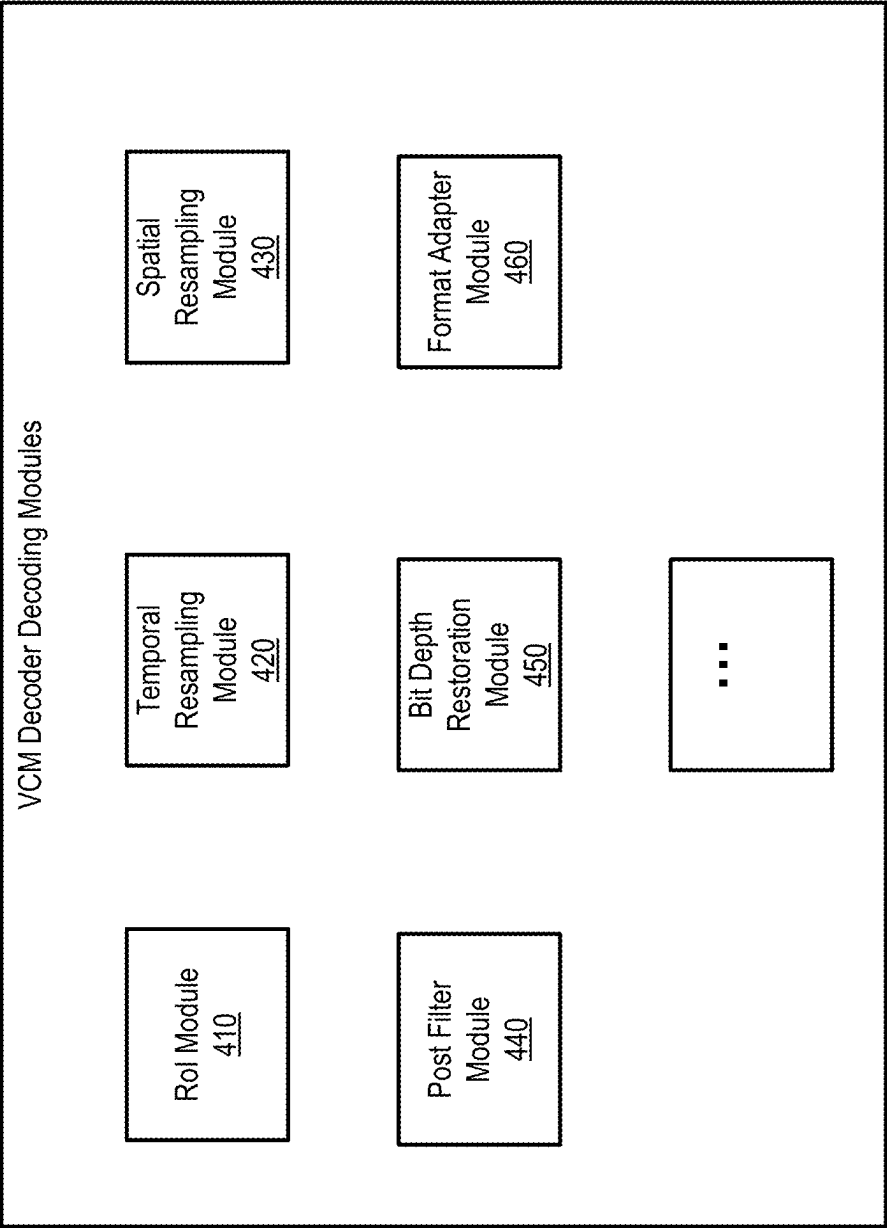 VCM Decoder Decoding Modules
RoI Module
410
Temporal
Resampling
Module
420
Spatial
Resampling
Module
430
Post Filter
Module
440
Bit Depth
Restoration
Module
450
Format Adapter
Module
460
...